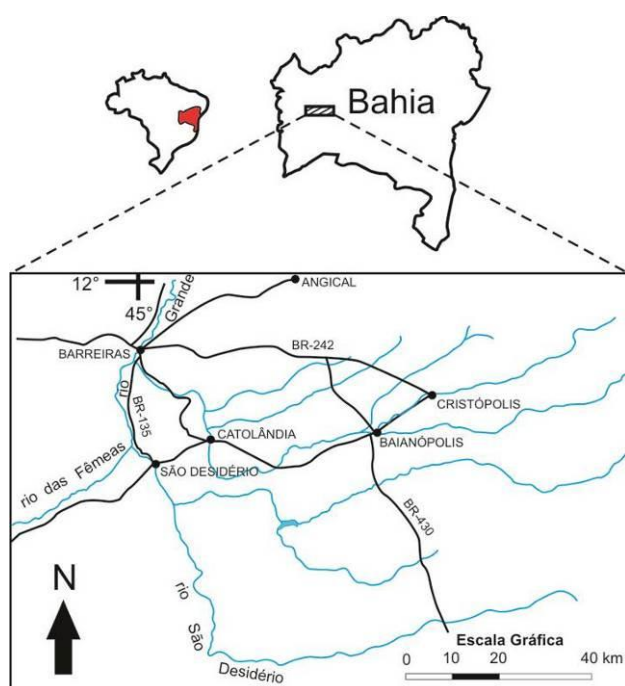 Bahia
12°
45°
Grande
ANGICAL
BR-242
BARREIRAS
rio
BR-135
CRISTÓPOLIS
CATOLÂNDIA
BAIANÓPOLIS
rio das Fêmeas
SÃO DESIDÉRIO
BR-430
N
rio
São
Desidério
Escala Gráfica
0 10 20 40 km